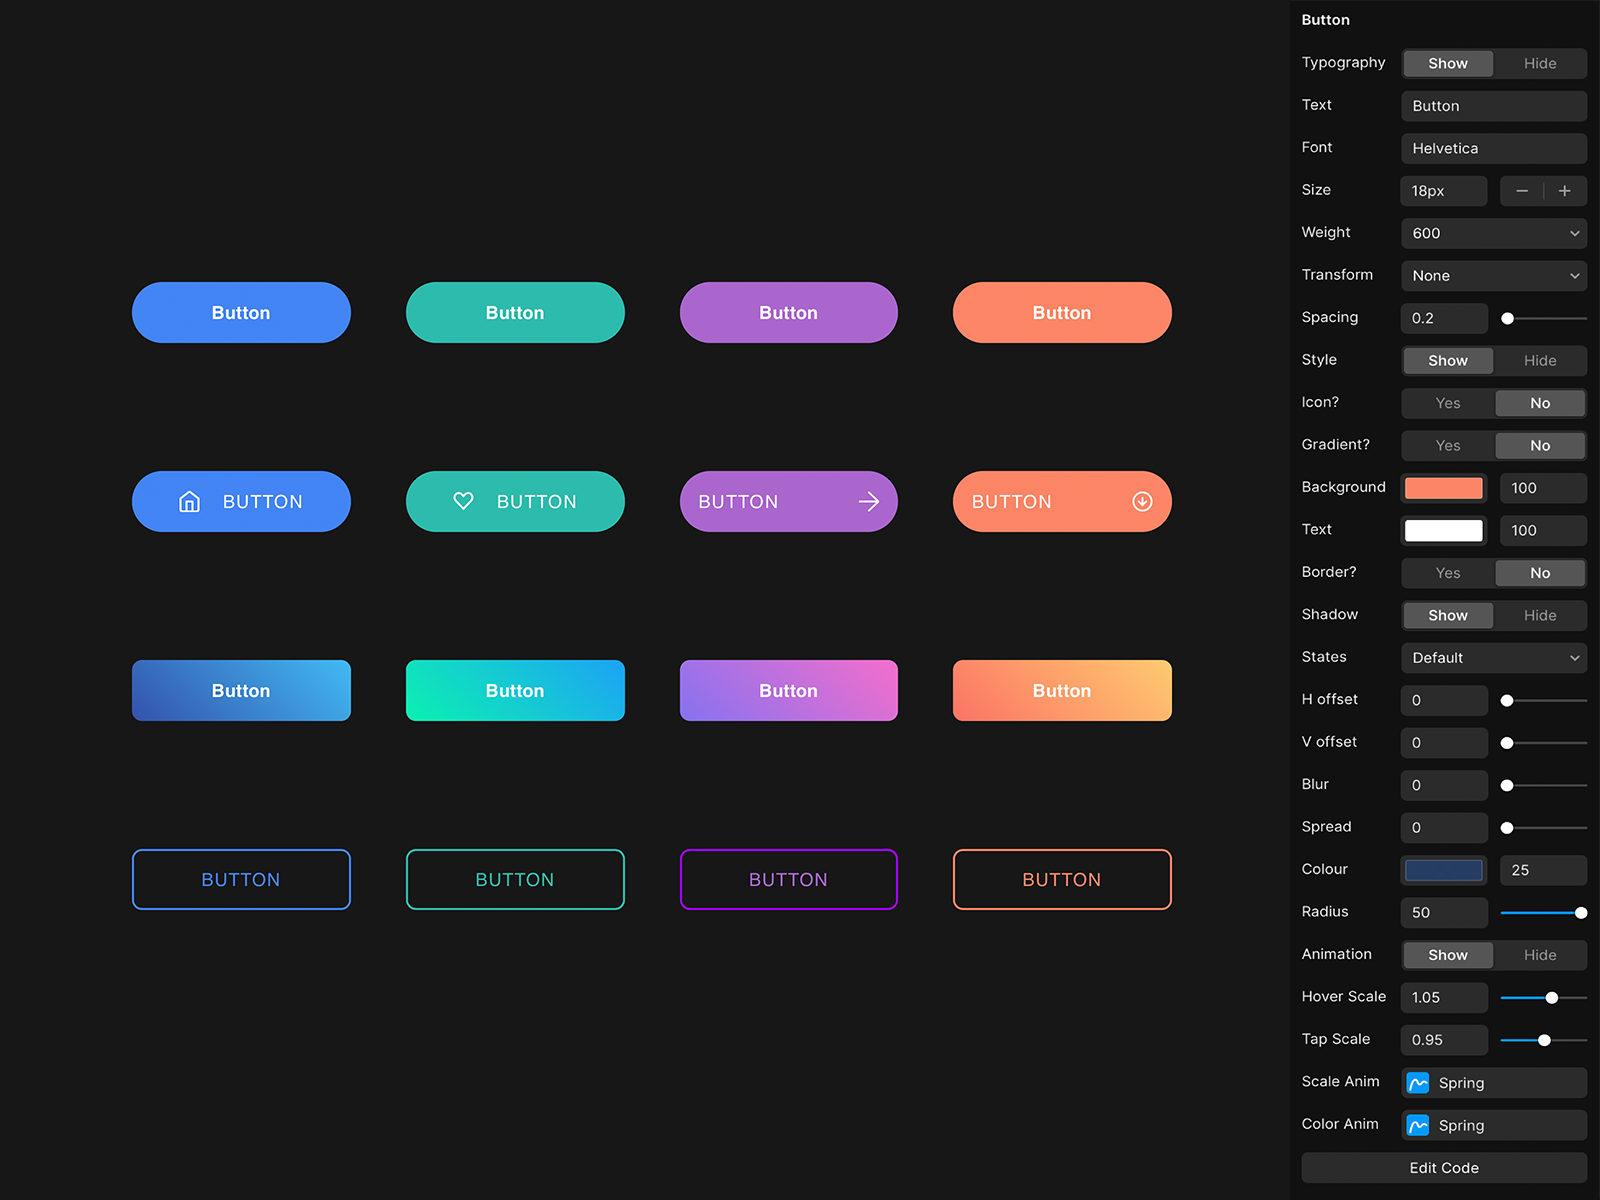 Button Button Button Button
BUTTON BUTTON BUTTON BUTTON
Button Button Button Button
BUTTON BUTTON BUTTON BUTTON
Button
Typography Show Hide
Text Button
Font Helvetica
Size 18px − +
Weight 600
Transform None
Spacing 0.2
Style Show Hide
Icon? Yes No
Gradient? Yes No
Background 100
Text 100
Border? Yes No
Shadow Show Hide
States Default
H offset 0
V offset 0
Blur 0
Spread 0
Colour 25
Radius 50
Animation Show Hide
Hover Scale 1.05
Tap Scale 0.95
Scale Anim Spring
Color Anim Spring
Edit Code